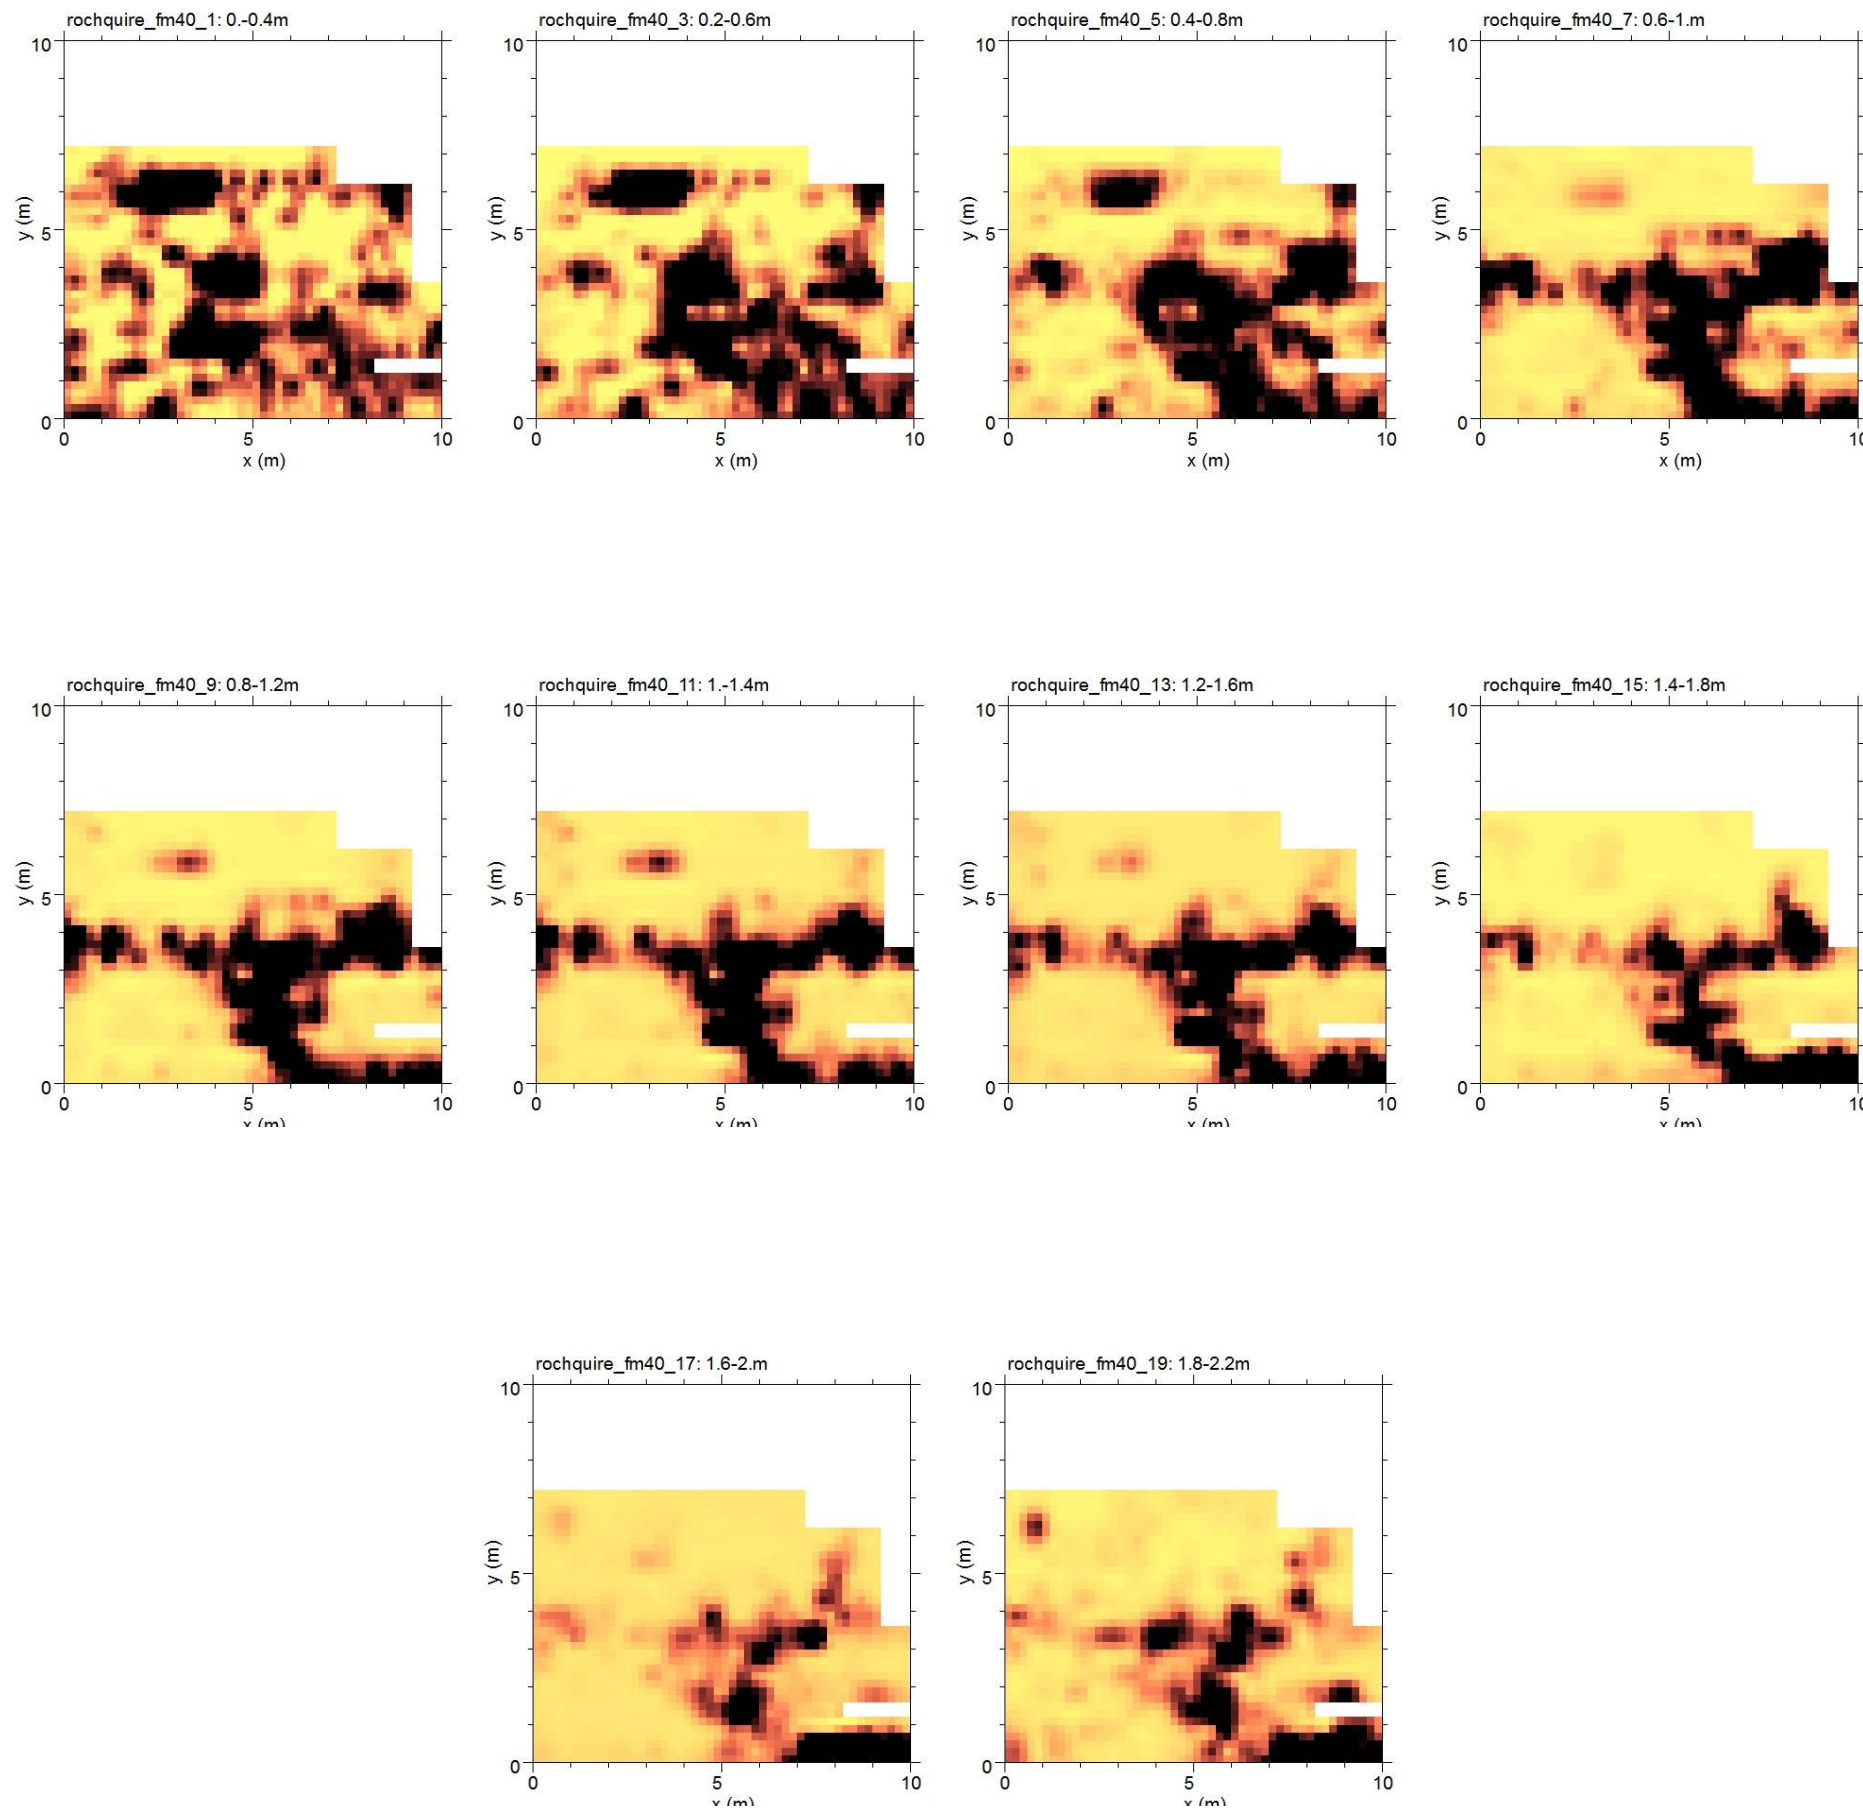 rochquire_fm40_1: 0.-0.4m
rochquire_fm40_3: 0.2-0.6m
rochquire_fm40_5: 0.4-0.8m
rochquire_fm40_7: 0.6-1.m
10
10
10
10
y (m)
y (m)
y (m)
y (m)
5
5
5
5
0
0
0
0
0 5 10
0 5 10
0 5 10
0 5 10
x (m)
x (m)
x (m)
x (m)
rochquire_fm40_9: 0.8-1.2m
rochquire_fm40_11: 1.-1.4m
rochquire_fm40_13: 1.2-1.6m
rochquire_fm40_15: 1.4-1.8m
10
10
10
10
y (m)
y (m)
y (m)
y (m)
5
5
5
5
0
0
0
0
0 5 10
0 5 10
0 5 10
0 5 10
x (m)
x (m)
x (m)
x (m)
rochquire_fm40_17: 1.6-2.m
rochquire_fm40_19: 1.8-2.2m
10
10
y (m)
y (m)
5
5
0
0
0 5 10
0 5 10
x (m)
x (m)